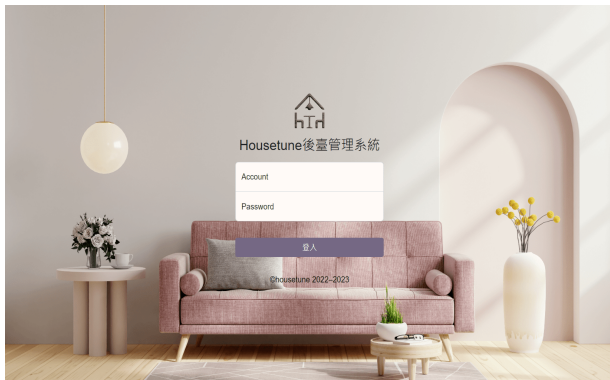 Housetune後臺管理系統
Account
Password
登入
©housetune 2022–2023